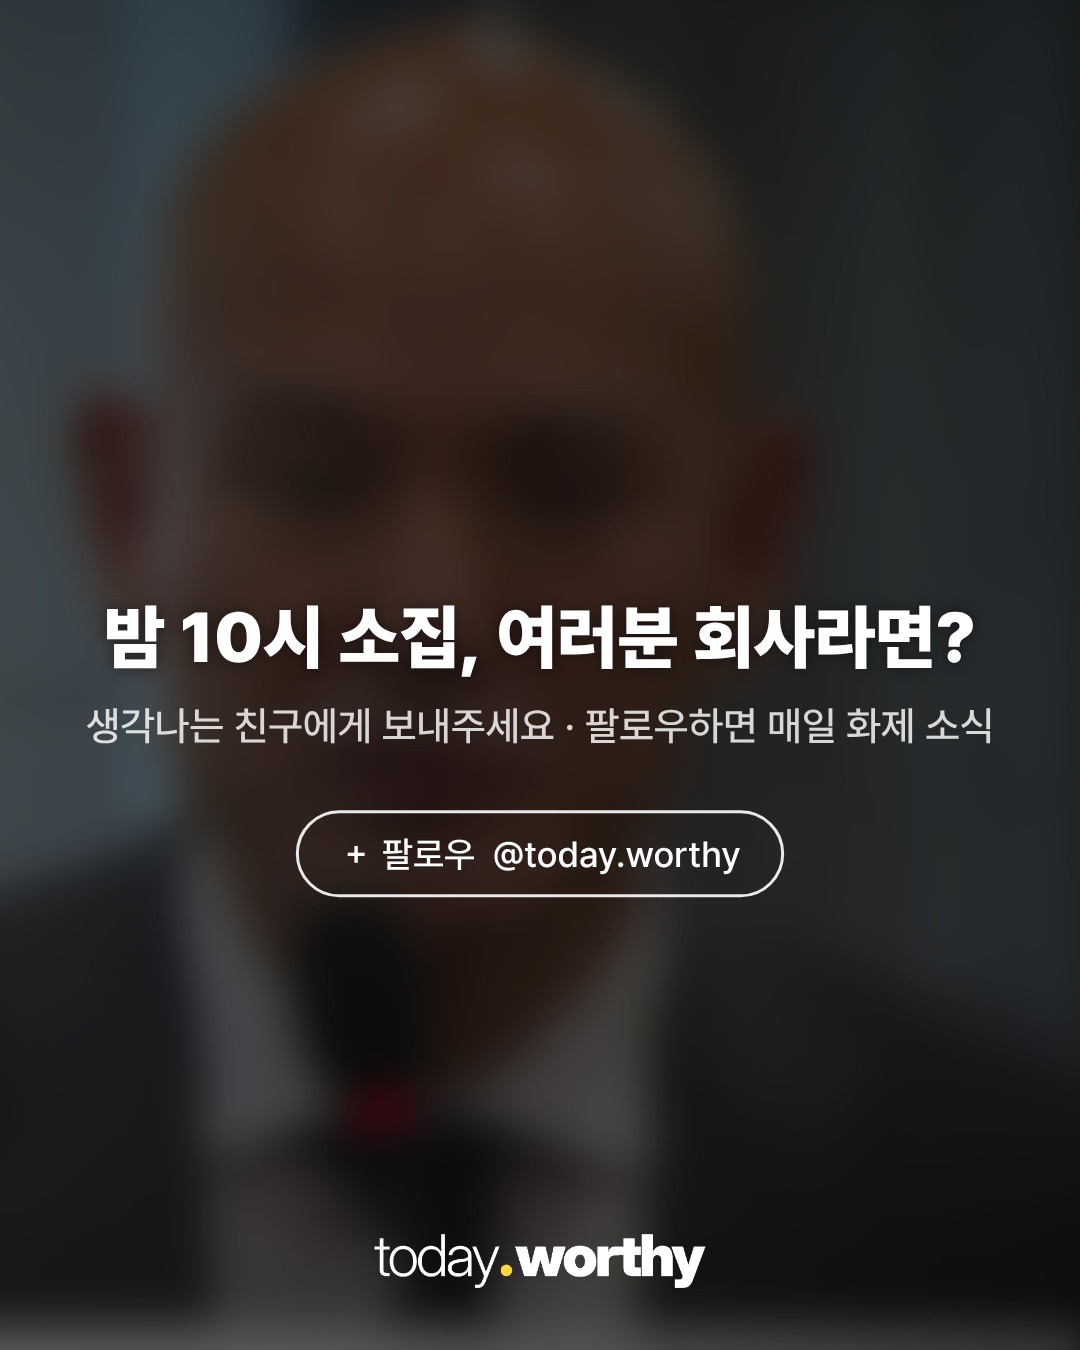 밤 10시 소집, 여러분 회사라면?
생각나는 친구에게 보내주세요 · 팔로우하면 매일 화제 소식
+ 팔로우 @today.worthy
today.worthy